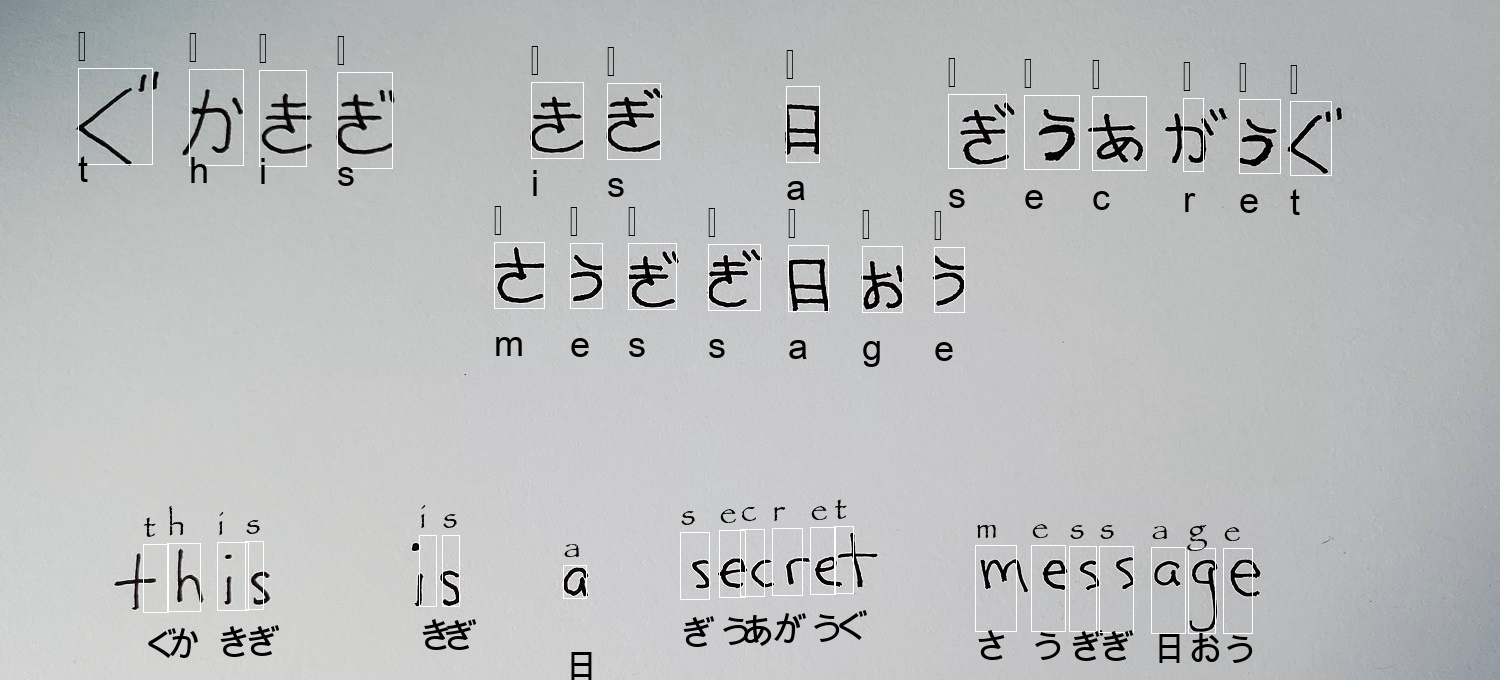 ぐかきぎ きぎ 日 ぎうあがうぐ
t h i s i s a s e c r e t
さうぎぎ日おう
m e s s a g e
t h i s i s a s e c r e t m e s s a g e
this is a secret message
ぐかきぎ きぎ 日 ぎうあがうぐ さうぎぎ日おう